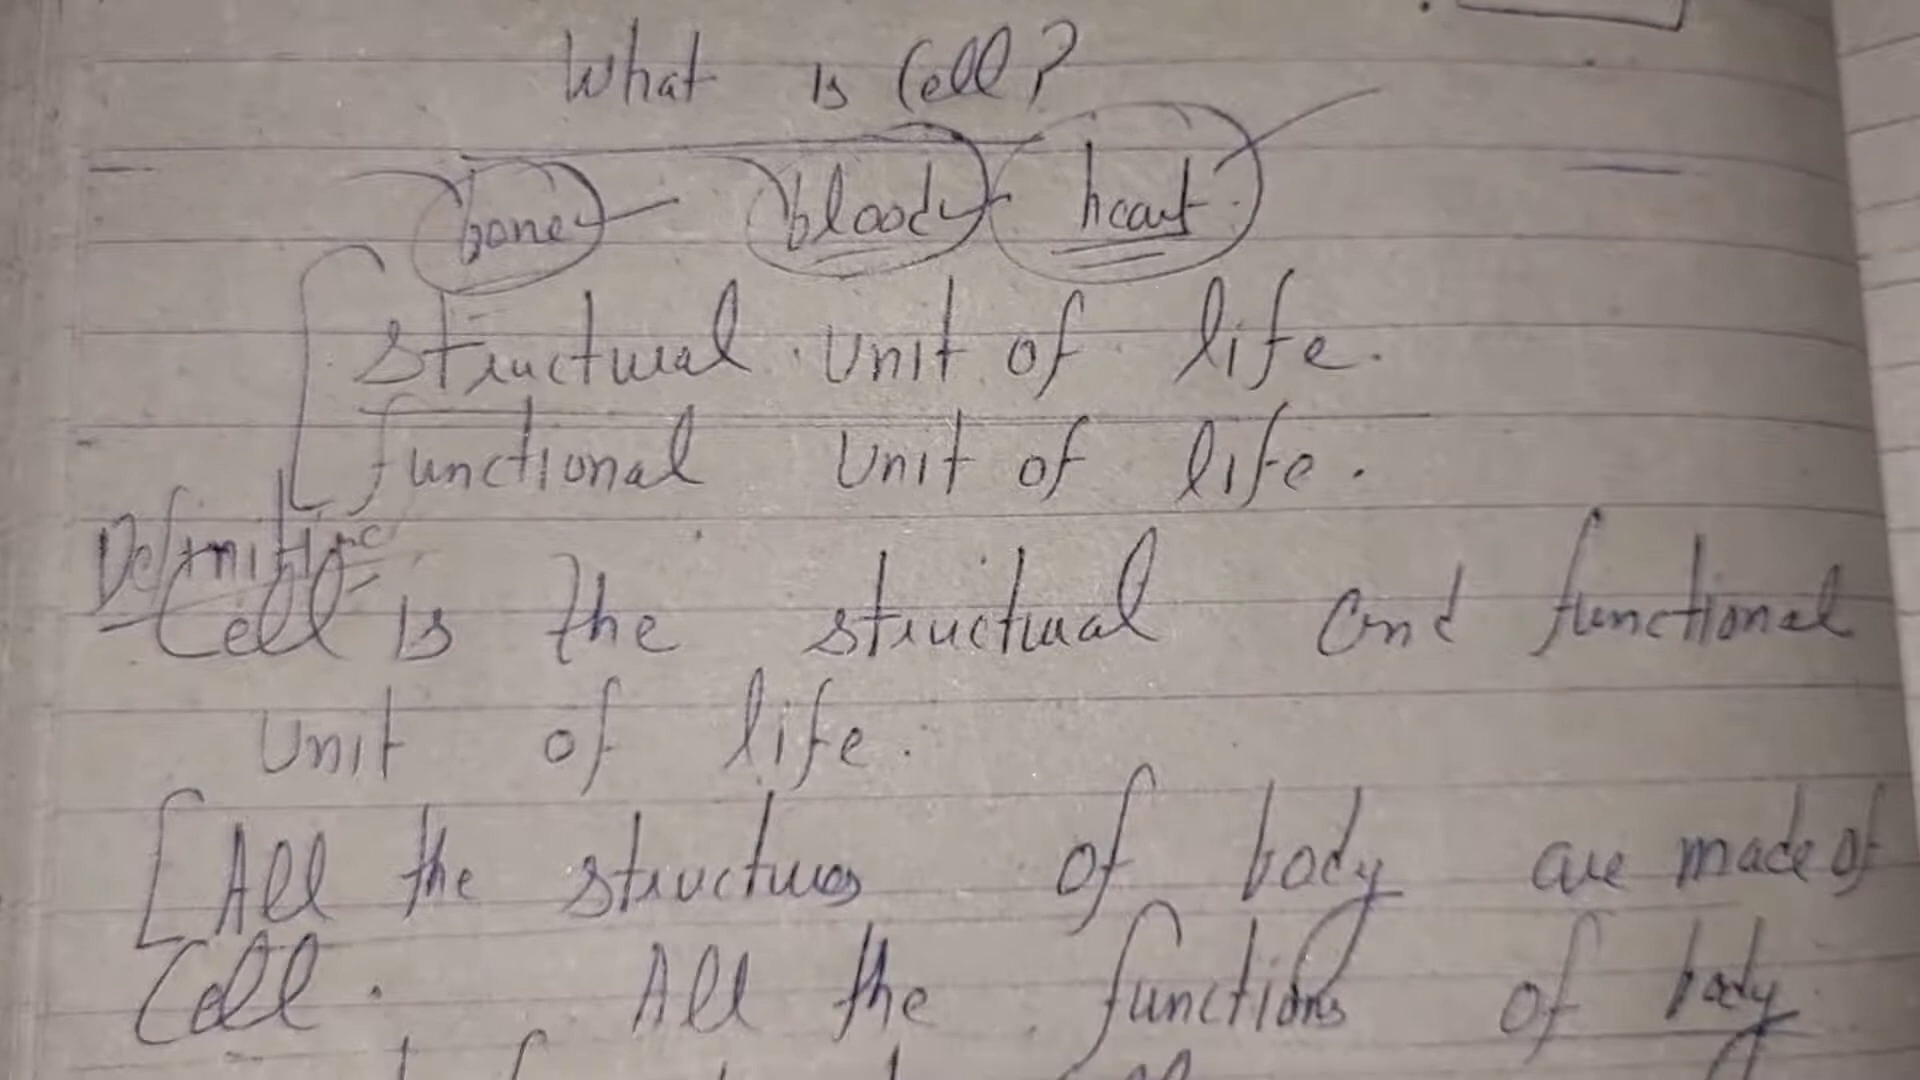 What is Cell?
bone blood heart
structural unit of life.
functional unit of life.
Definition
Cell is the structural and functional
unit of life.
All the structures of body are made of
Cell. All the functions of body